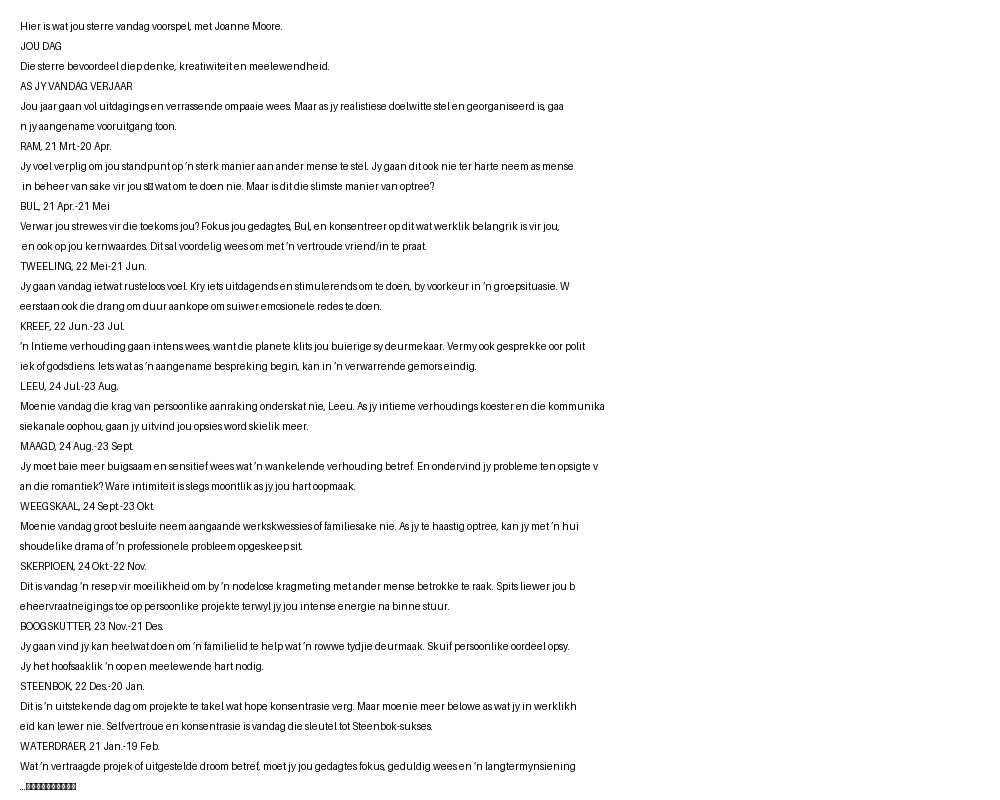 Hier is wat jou sterre vandag voorspel, met Joanne Moore.
JOU DAG
Die sterre bevoordeel diep denke, kreatiwiteit en meelewendheid.
AS JY VANDAG VERJAAR
Jou jaar gaan vol uitdagings en verrassende ompaaie wees. Maar as jy realistiese doelwitte stel en georganiseerd is, gaa
n jy aangename vooruitgang toon.
RAM, 21 Mrt.-20 Apr.
Jy voel verplig om jou standpunt op ’n sterk manier aan ander mense te stel. Jy gaan dit ook nie ter harte neem as mense
in beheer van sake vir jou s wat om te doen nie. Maar is dit die slimste manier van optree?
BUL, 21 Apr.-21 Mei
Verwar jou strewes vir die toekoms jou? Fokus jou gedagtes, Bul, en konsentreer op dit wat werklik belangrik is vir jou,
en ook op jou kernwaardes. Dit sal voordelig wees om met ’n vertroude vriend/in te praat.
TWEELING, 22 Mei-21 Jun.
Jy gaan vandag ietwat rusteloos voel. Kry iets uitdagends en stimulerends om te doen, by voorkeur in ’n groepsituasie. W
eerstaan ook die drang om duur aankope om suiwer emosionele redes te doen.
KREEF, 22 Jun.-23 Jul.
’n Intieme verhouding gaan intens wees, want die planete klits jou buierige sy deurmekaar. Vermy ook gesprekke oor polit
iek of godsdiens. Iets wat as ’n aangename bespreking begin, kan in ’n verwarrende gemors eindig.
LEEU, 24 Jul.-23 Aug.
Moenie vandag die krag van persoonlike aanraking onderskat nie, Leeu. As jy intieme verhoudings koester en die kommunika
siekanale oophou, gaan jy uitvind jou opsies word skielik meer.
MAAGD, 24 Aug.-23 Sept.
Jy moet baie meer buigsaam en sensitief wees wat ’n wankelende verhouding betref. En ondervind jy probleme ten opsigte v
an die romantiek? Ware intimiteit is slegs moontlik as jy jou hart oopmaak.
WEEGSKAAL, 24 Sept.-23 Okt.
Moenie vandag groot besluite neem aangaande werkskwessies of familiesake nie. As jy te haastig optree, kan jy met ’n hui
shoudelike drama of ’n professionele probleem opgeskeep sit.
SKERPIOEN, 24 Okt.-22 Nov.
Dit is vandag ’n resep vir moeilikheid om by ’n nodelose kragmeting met ander mense betrokke te raak. Spits liewer jou b
eheervraatneigings toe op persoonlike projekte terwyl jy jou intense energie na binne stuur.
BOOGSKUTTER, 23 Nov.-21 Des.
Jy gaan vind jy kan heelwat doen om ’n familielid te help wat ’n rowwe tydjie deurmaak. Skuif persoonlike oordeel opsy.
Jy het hoofsaaklik ’n oop en meelewende hart nodig.
STEENBOK, 22 Des.-20 Jan.
Dit is ’n uitstekende dag om projekte te takel wat hope konsentrasie verg. Maar moenie meer belowe as wat jy in werklikh
eid kan lewer nie. Selfvertroue en konsentrasie is vandag die sleutel tot Steenbok-sukses.
WATERDRAER, 21 Jan.-19 Feb.
Wat ’n vertraagde projek of uitgestelde droom betref, moet jy jou gedagtes fokus, geduldig wees en ’n langtermynsiening
...